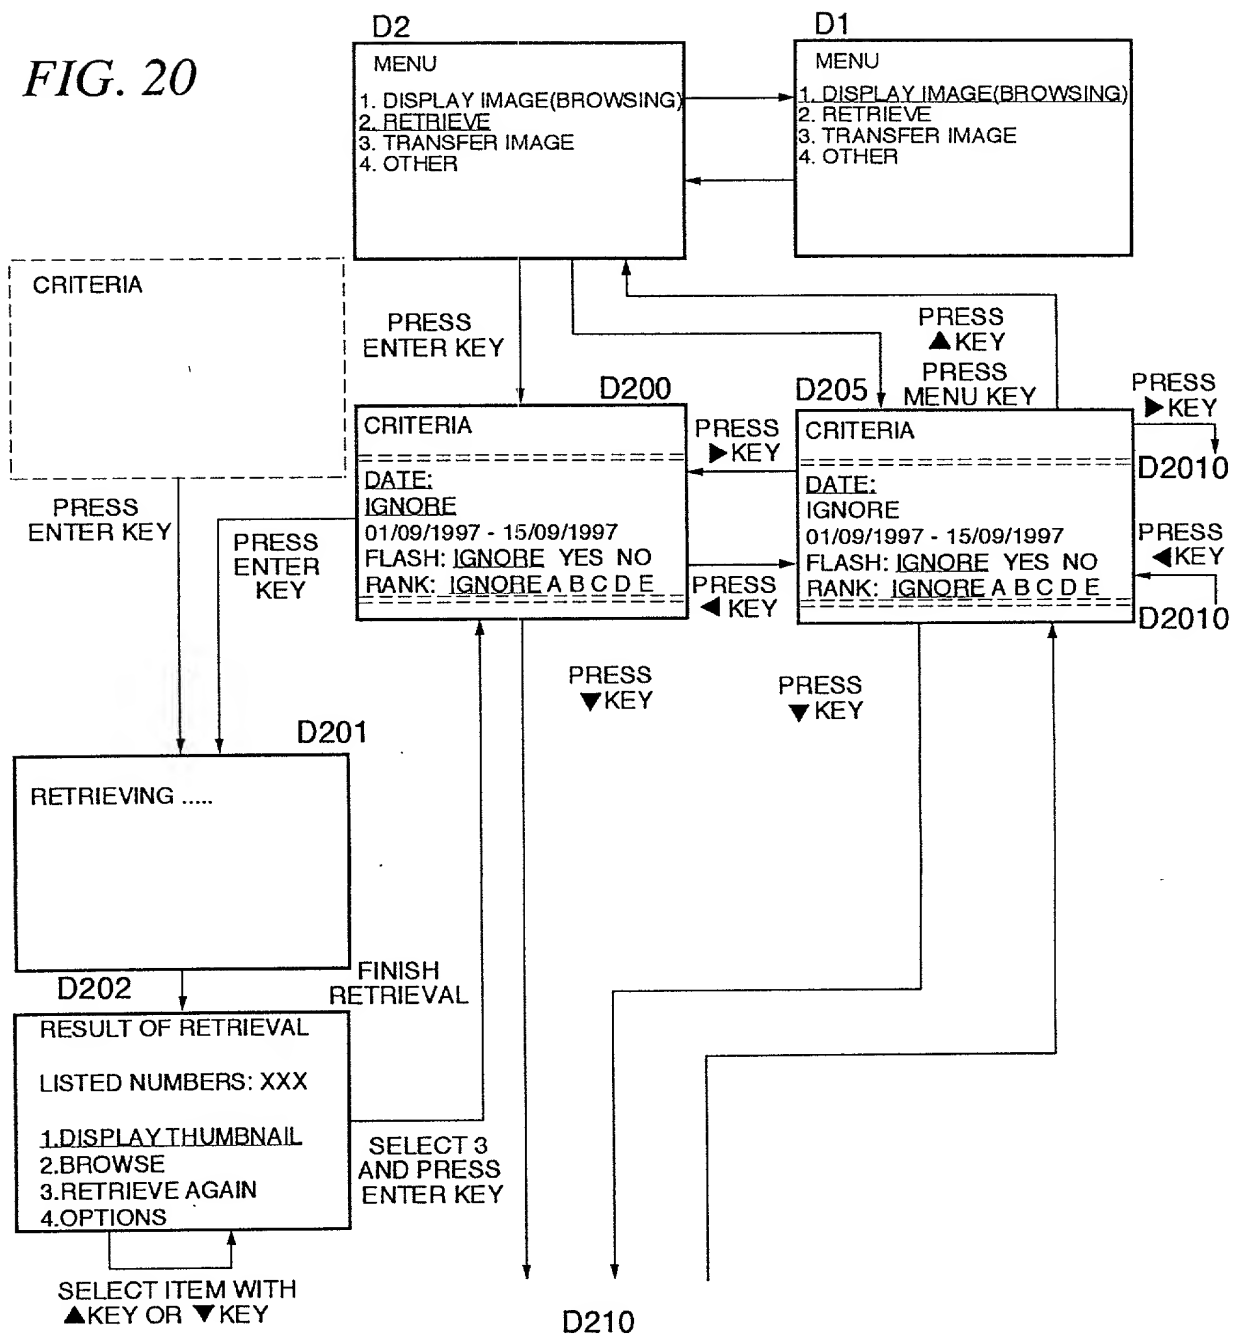 FIG. 20
D2
MENU
1. DISPLAY IMAGE(BROWSING)
2. RETRIEVE
3. TRANSFER IMAGE
4. OTHER
D1
MENU
1. DISPLAY IMAGE(BROWSING)
2. RETRIEVE
3. TRANSFER IMAGE
4. OTHER
CRITERIA
PRESS
ENTER KEY
PRESS
▲KEY
PRESS
MENU KEY
PRESS
▶KEY
D2010
PRESS
◀KEY
D2010
D200
CRITERIA
DATE:
IGNORE
01/09/1997 - 15/09/1997
FLASH: IGNORE YES NO
RANK: IGNORE A B C D E
PRESS
▶KEY
PRESS
◀KEY
D205
CRITERIA
DATE:
IGNORE
01/09/1997 - 15/09/1997
FLASH: IGNORE YES NO
RANK: IGNORE A B C D E
PRESS
ENTER KEY
PRESS
ENTER
KEY
PRESS
▼KEY
PRESS
▼KEY
D201
RETRIEVING .....
FINISH
RETRIEVAL
D202
RESULT OF RETRIEVAL
LISTED NUMBERS: XXX
1.DISPLAY THUMBNAIL
2.BROWSE
3.RETRIEVE AGAIN
4.OPTIONS
SELECT 3
AND PRESS
ENTER KEY
SELECT ITEM WITH
▲KEY OR ▼KEY
D210